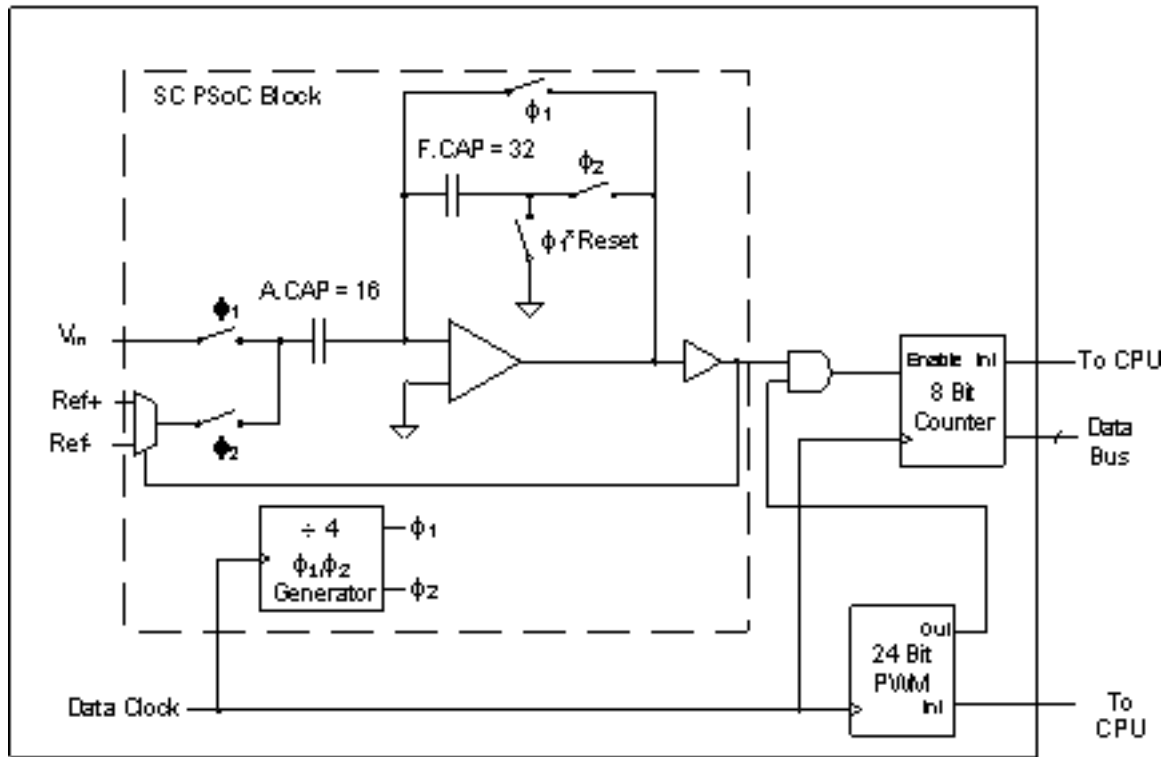 SC PSoC Block
ϕ1
F.CAP = 32
ϕ2
ϕ1*Reset
A.CAP = 16
ϕ1
Vin
Ref+
Ref-
ϕ2
Enable Int
8 Bit
Counter
To CPU
Data
Bus
÷ 4
ϕ1/ϕ2
Generator
ϕ1
ϕ2
Out
24 Bit
PWM
Int
Data Clock
To
CPU